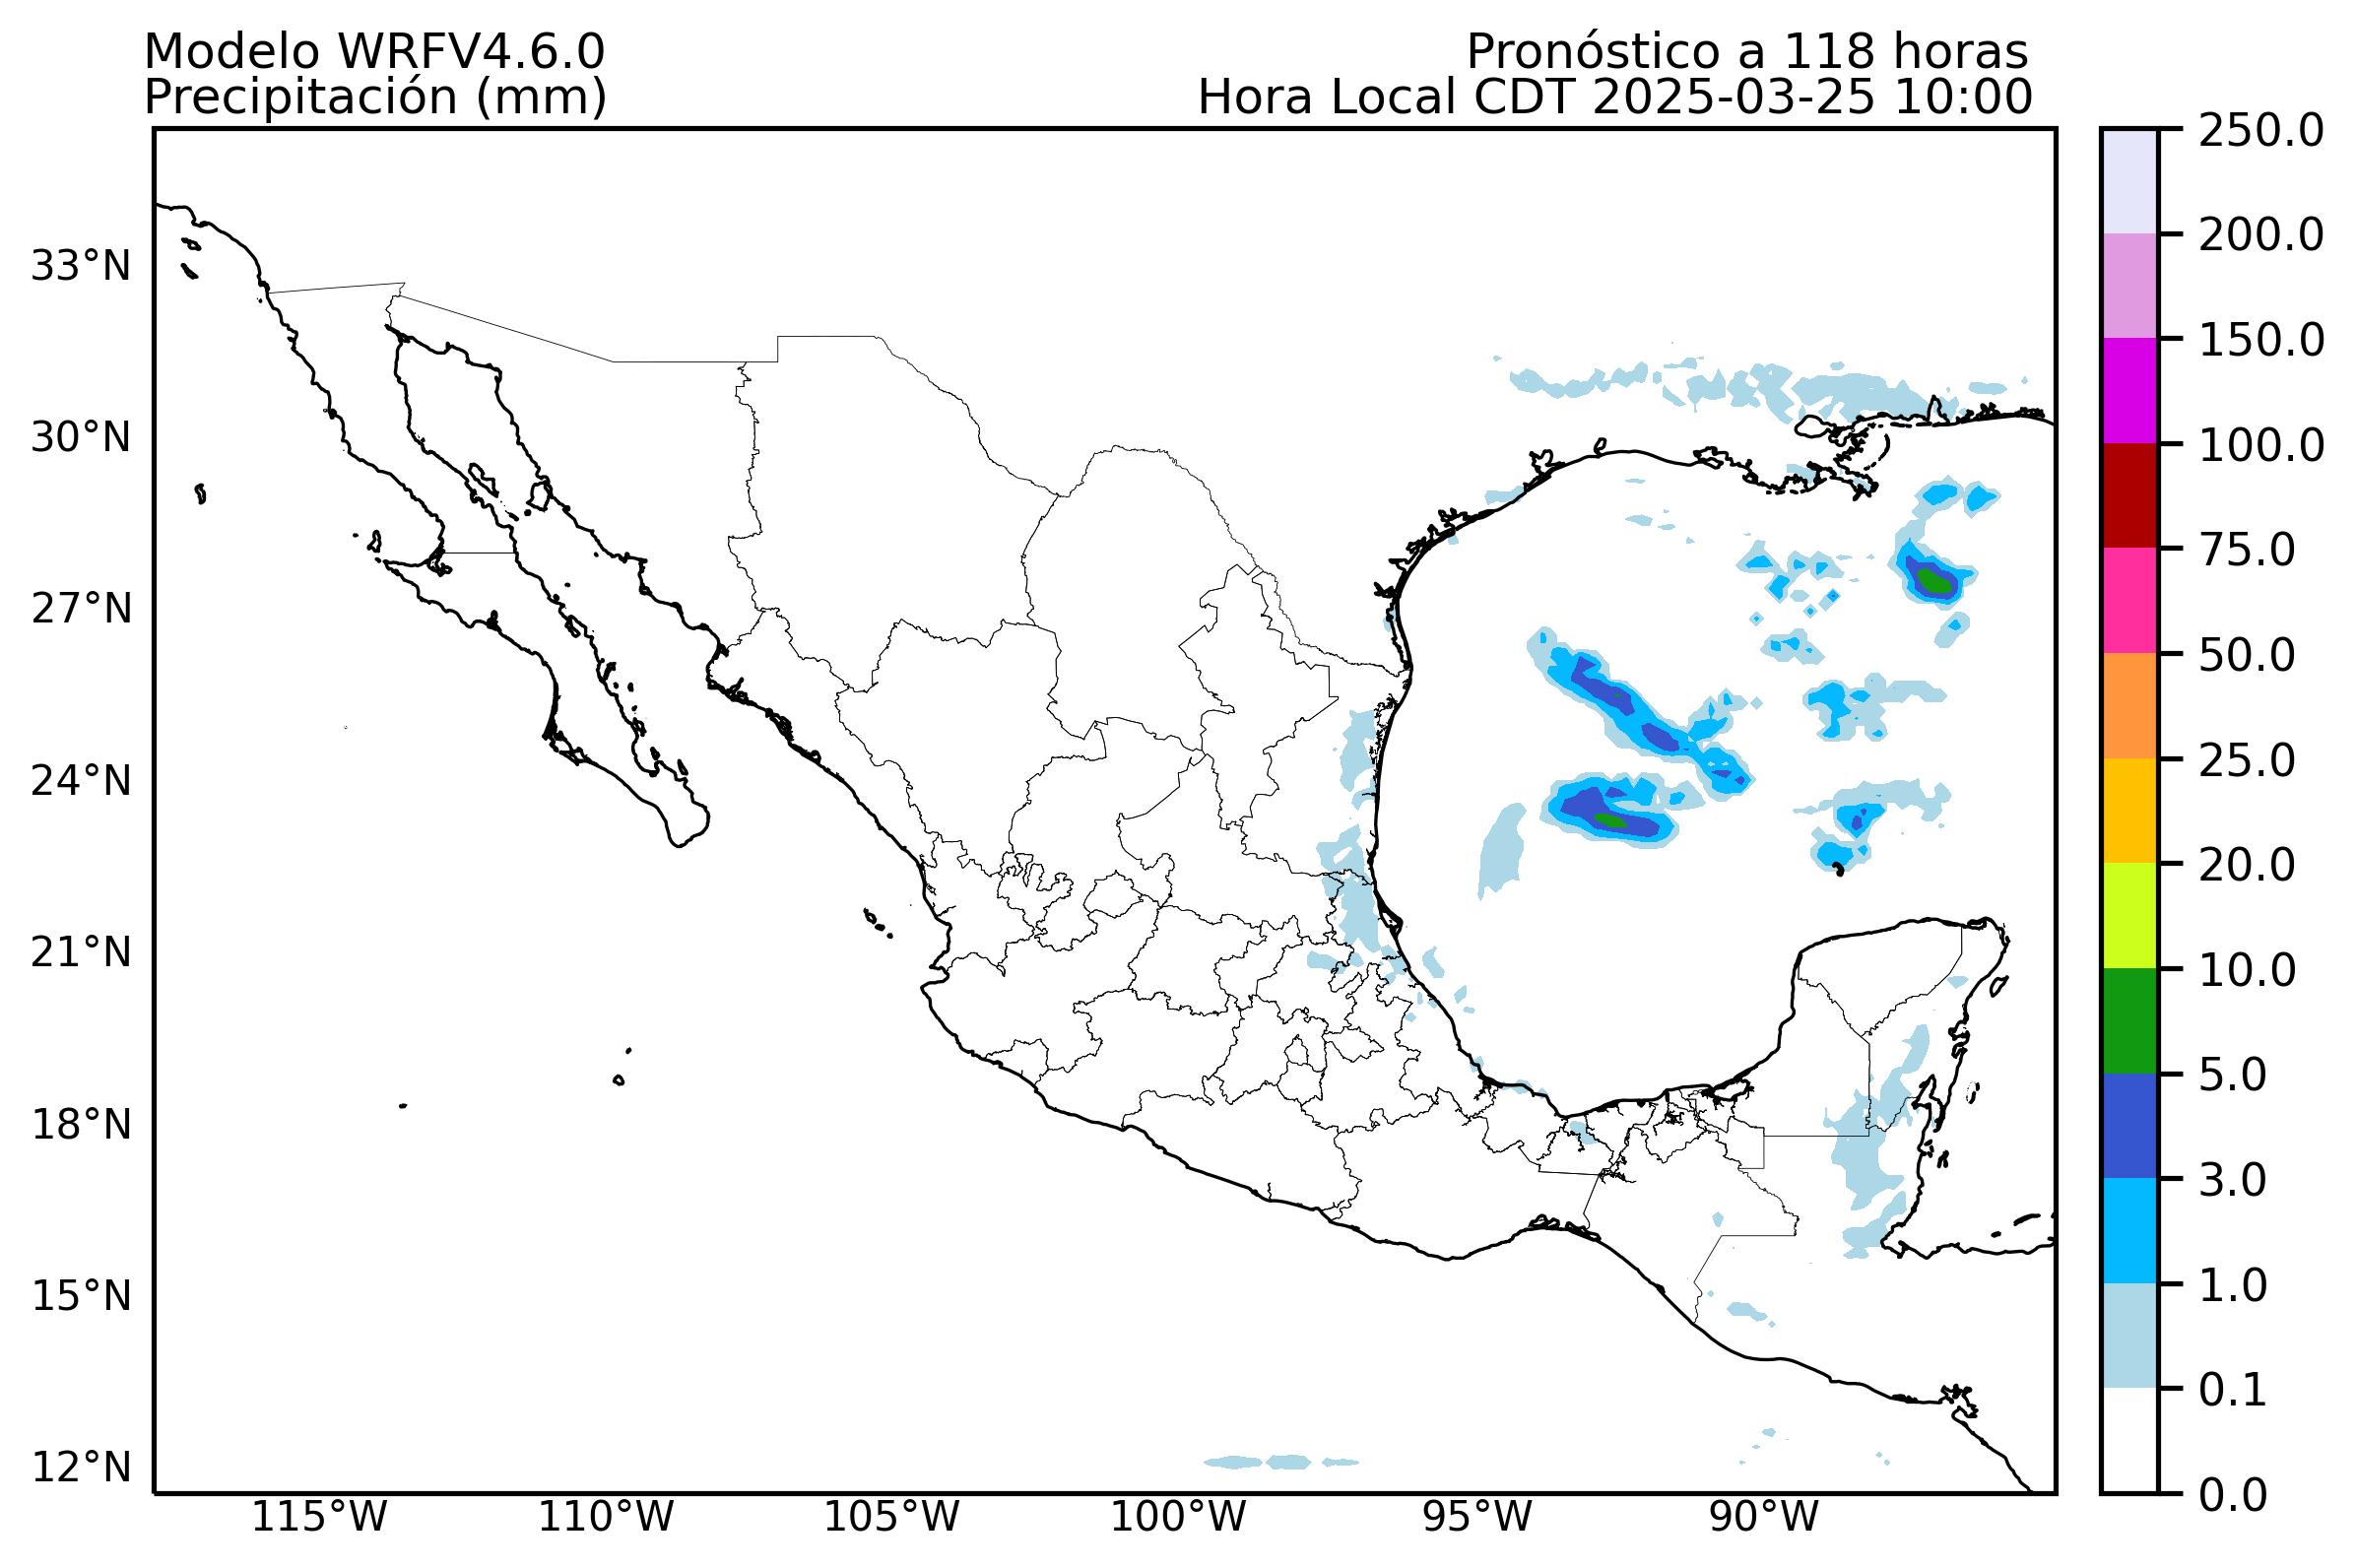 Modelo WRFV4.6.0
Precipitación (mm)
Pronóstico a 118 horas
Hora Local CDT 2025-03-25 10:00
33°N
30°N
27°N
24°N
21°N
18°N
15°N
12°N
115°W
110°W
105°W
100°W
95°W
90°W
250.0
200.0
150.0
100.0
75.0
50.0
25.0
20.0
10.0
5.0
3.0
1.0
0.1
0.0